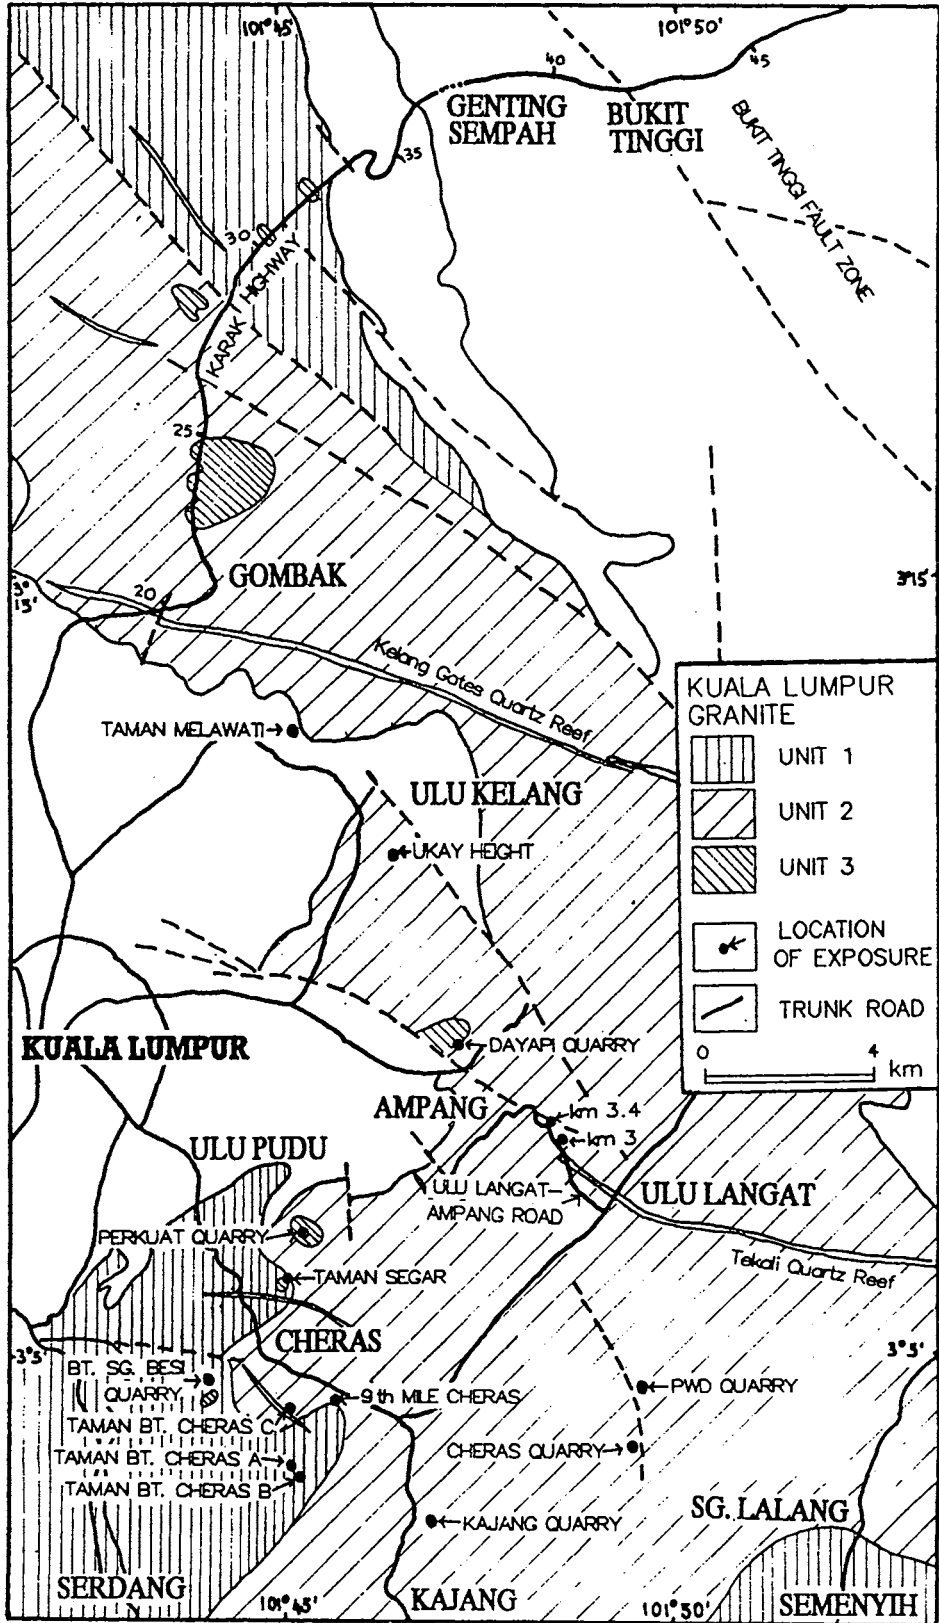 101° 45'
101° 50'
40
45
GENTING
SEMPAH
BUKIT
TINGGI
35
BUKIT TINGGI FAULT ZONE
30
KARAK HIGHWAY
25
GOMBAK
3°
15'
3°15'
20
Kelang Gates Quartz Reef
KUALA LUMPUR
GRANITE
UNIT 1
UNIT 2
UNIT 3
LOCATION
OF EXPOSURE
TRUNK ROAD
0 4
km
TAMAN MELAWATI
ULU KELANG
UKAY HEIGHT
KUALA LUMPUR
DAYAPI QUARRY
AMPANG
km 3.4
km 3
ULU PUDU
ULU LANGAT-
AMPANG ROAD
ULU LANGAT
PERKUAT QUARRY
TAMAN SEGAR
Tekali Quartz Reef
CHERAS
3°5'
3°5'
BT. SG. BESI
QUARRY
9th MILE CHERAS
PWD QUARRY
TAMAN BT. CHERAS C
CHERAS QUARRY
TAMAN BT. CHERAS A
TAMAN BT. CHERAS B
KAJANG QUARRY
SG. LALANG
SERDANG
101° 45'
KAJANG
101° 50'
SEMENYIH